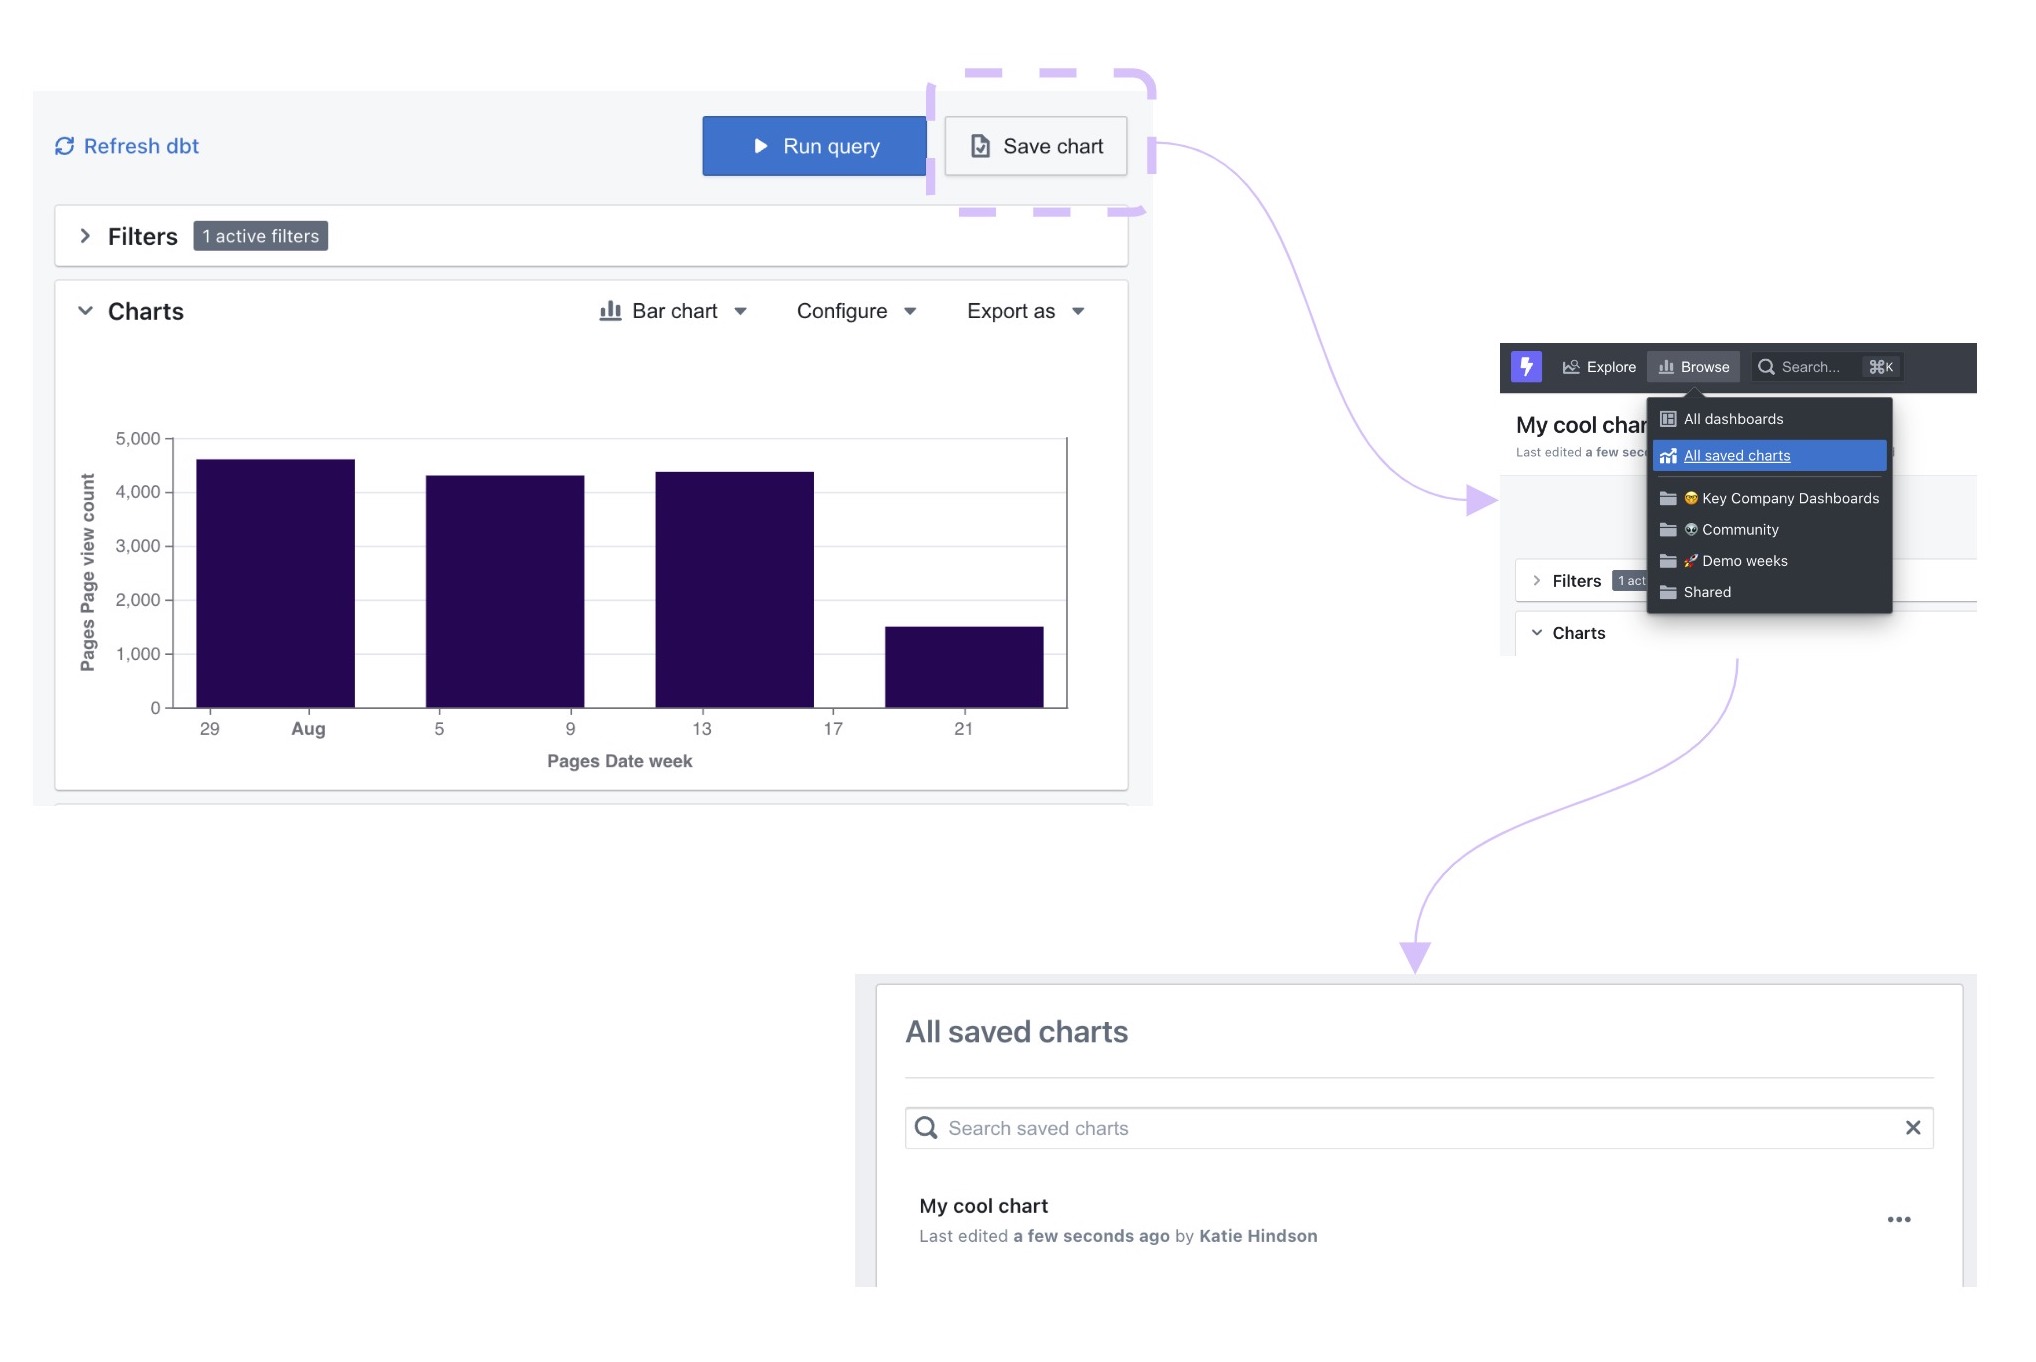 Refresh dbt
Run query
Save chart
Filters 1 active filters
Charts
Bar chart
Configure
Export as
Pages Page view count
5,000
4,000
3,000
2,000
1,000
0
29 Aug 5 9 13 17 21
Pages Date week
Explore
Browse
Search... ⌘K
My cool char
Last edited a few seco
All dashboards
All saved charts
🤓 Key Company Dashboards
👽 Community
🚀 Demo weeks
Shared
Filters 1 act
Charts
All saved charts
Search saved charts
My cool chart
Last edited a few seconds ago by Katie Hindson